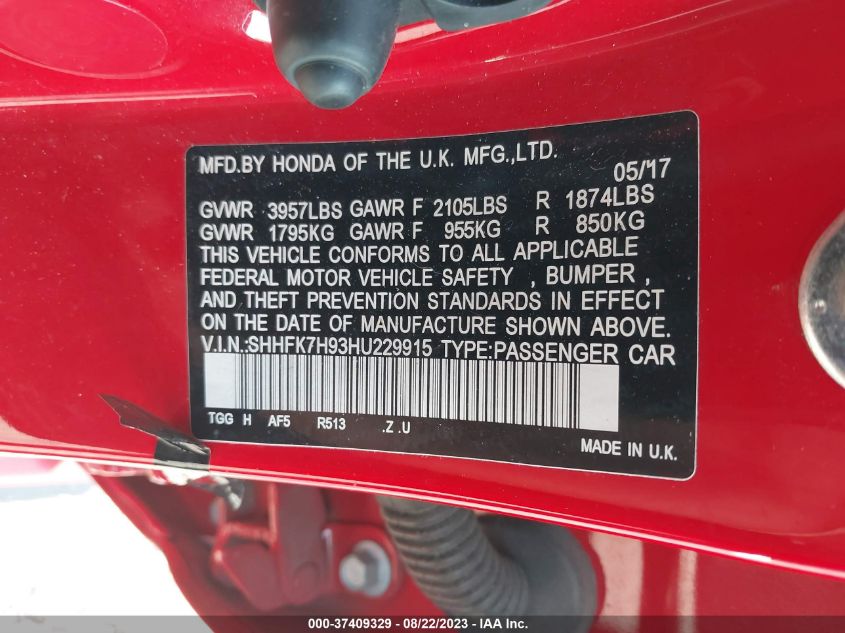 MFD.BY HONDA OF THE U.K. MFG.,LTD.
05/17
GVWR 3957LBS GAWR F 2105LBS R 1874LBS
GVWR 1795KG GAWR F 955KG R 850KG
THIS VEHICLE CONFORMS TO ALL APPLICABLE
FEDERAL MOTOR VEHICLE SAFETY , BUMPER ,
AND THEFT PREVENTION STANDARDS IN EFFECT
ON THE DATE OF MANUFACTURE SHOWN ABOVE.
V.I.N.:SHHFK7H93HU229915 TYPE:PASSENGER CAR
TGG H AF5 R513 .Z .U
MADE IN U.K.
000-37409329 - 08/22/2023 - IAA Inc.